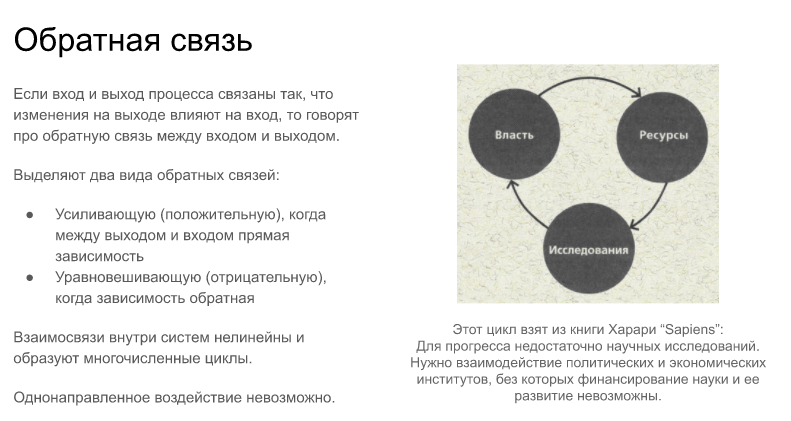 Обратная связь
Если вход и выход процесса связаны так, что
изменения на выходе влияют на вход, то говорят
про обратную связь между входом и выходом.
Выделяют два вида обратных связей:
● Усиливающую (положительную), когда
между выходом и входом прямая
зависимость
● Уравновешивающую (отрицательную),
когда зависимость обратная
Взаимосвязи внутри систем нелинейны и
образуют многочисленные циклы.
Однонаправленное воздействие невозможно.
Власть
Ресурсы
Исследования
Этот цикл взят из книги Харари “Sapiens”:
Для прогресса недостаточно научных исследований.
Нужно взаимодействие политических и экономических
институтов, без которых финансирование науки и ее
развитие невозможны.